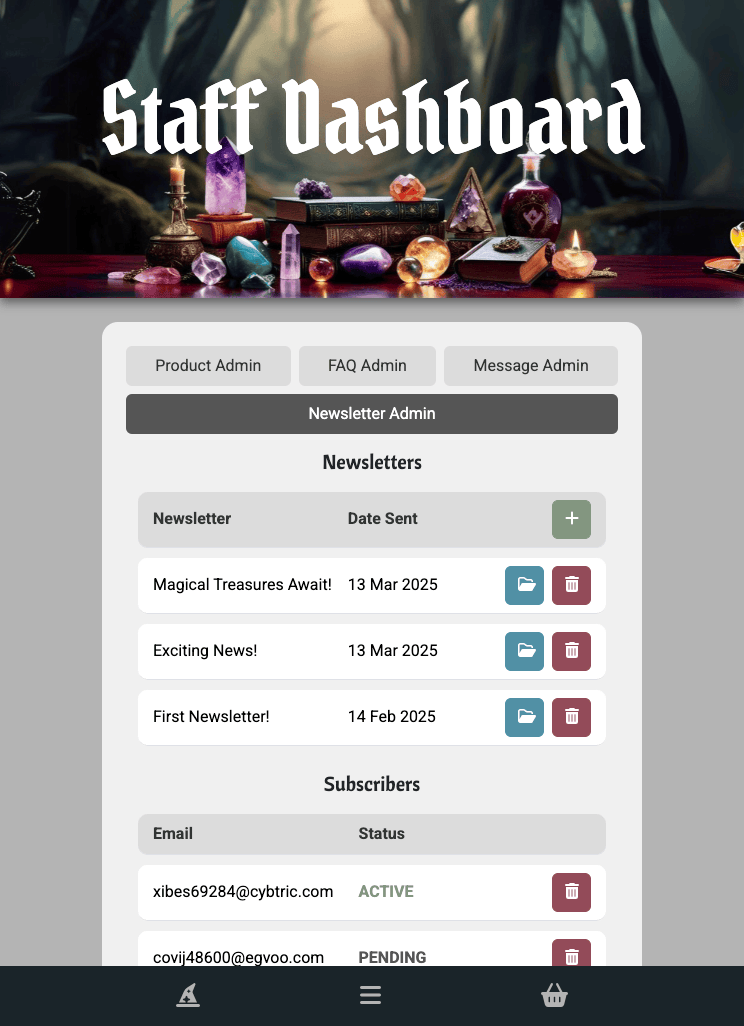 Staff Dashboard
Product Admin FAQ Admin Message Admin
Newsletter Admin
Newsletters
Newsletter Date Sent
Magical Treasures Await! 13 Mar 2025
Exciting News! 13 Mar 2025
First Newsletter! 14 Feb 2025
Subscribers
Email Status
xibes69284@cybtric.com ACTIVE
covij48600@egvoo.com PENDING